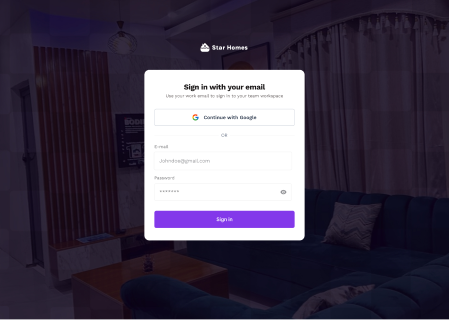 Star Homes
Sign in with your email
Use your work email to sign in to your team workspace
Continue with Google
OR
E-mail
Johndoe@gmail.com
Password
*******
Sign in